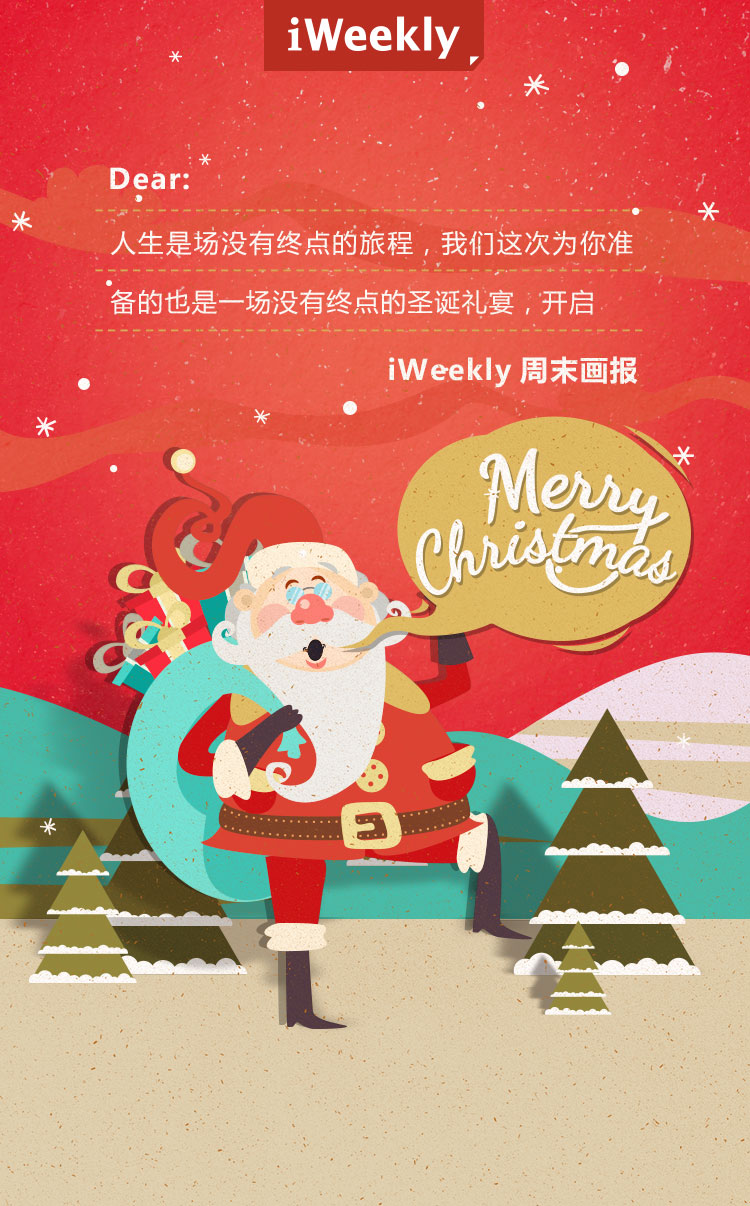 iWeekly
Dear:
人生是场没有终点的旅程，我们这次为你准
备的也是一场没有终点的圣诞礼宴，开启
iWeekly 周末画报
Merry
Christmas